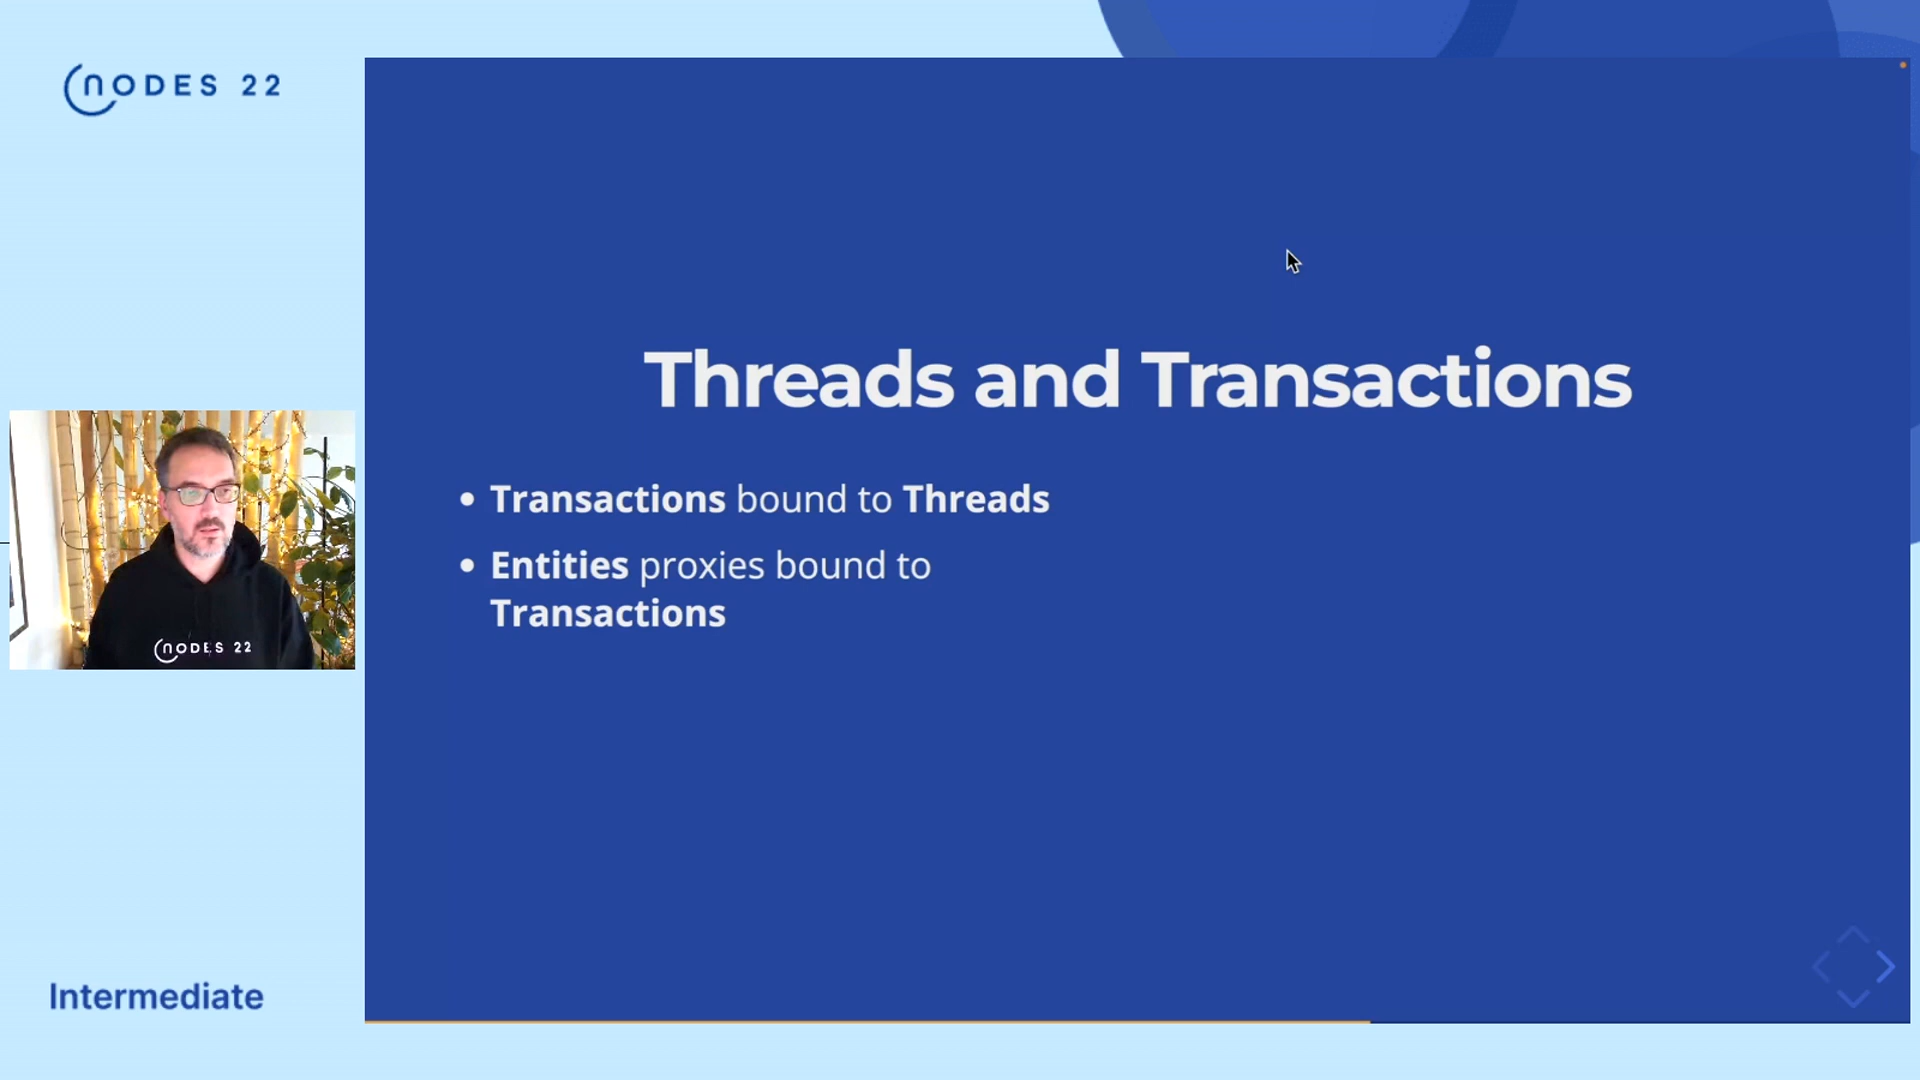 NODES 22
Threads and Transactions
• Transactions bound to Threads
• Entities proxies bound to
Transactions
NODES 22
Intermediate